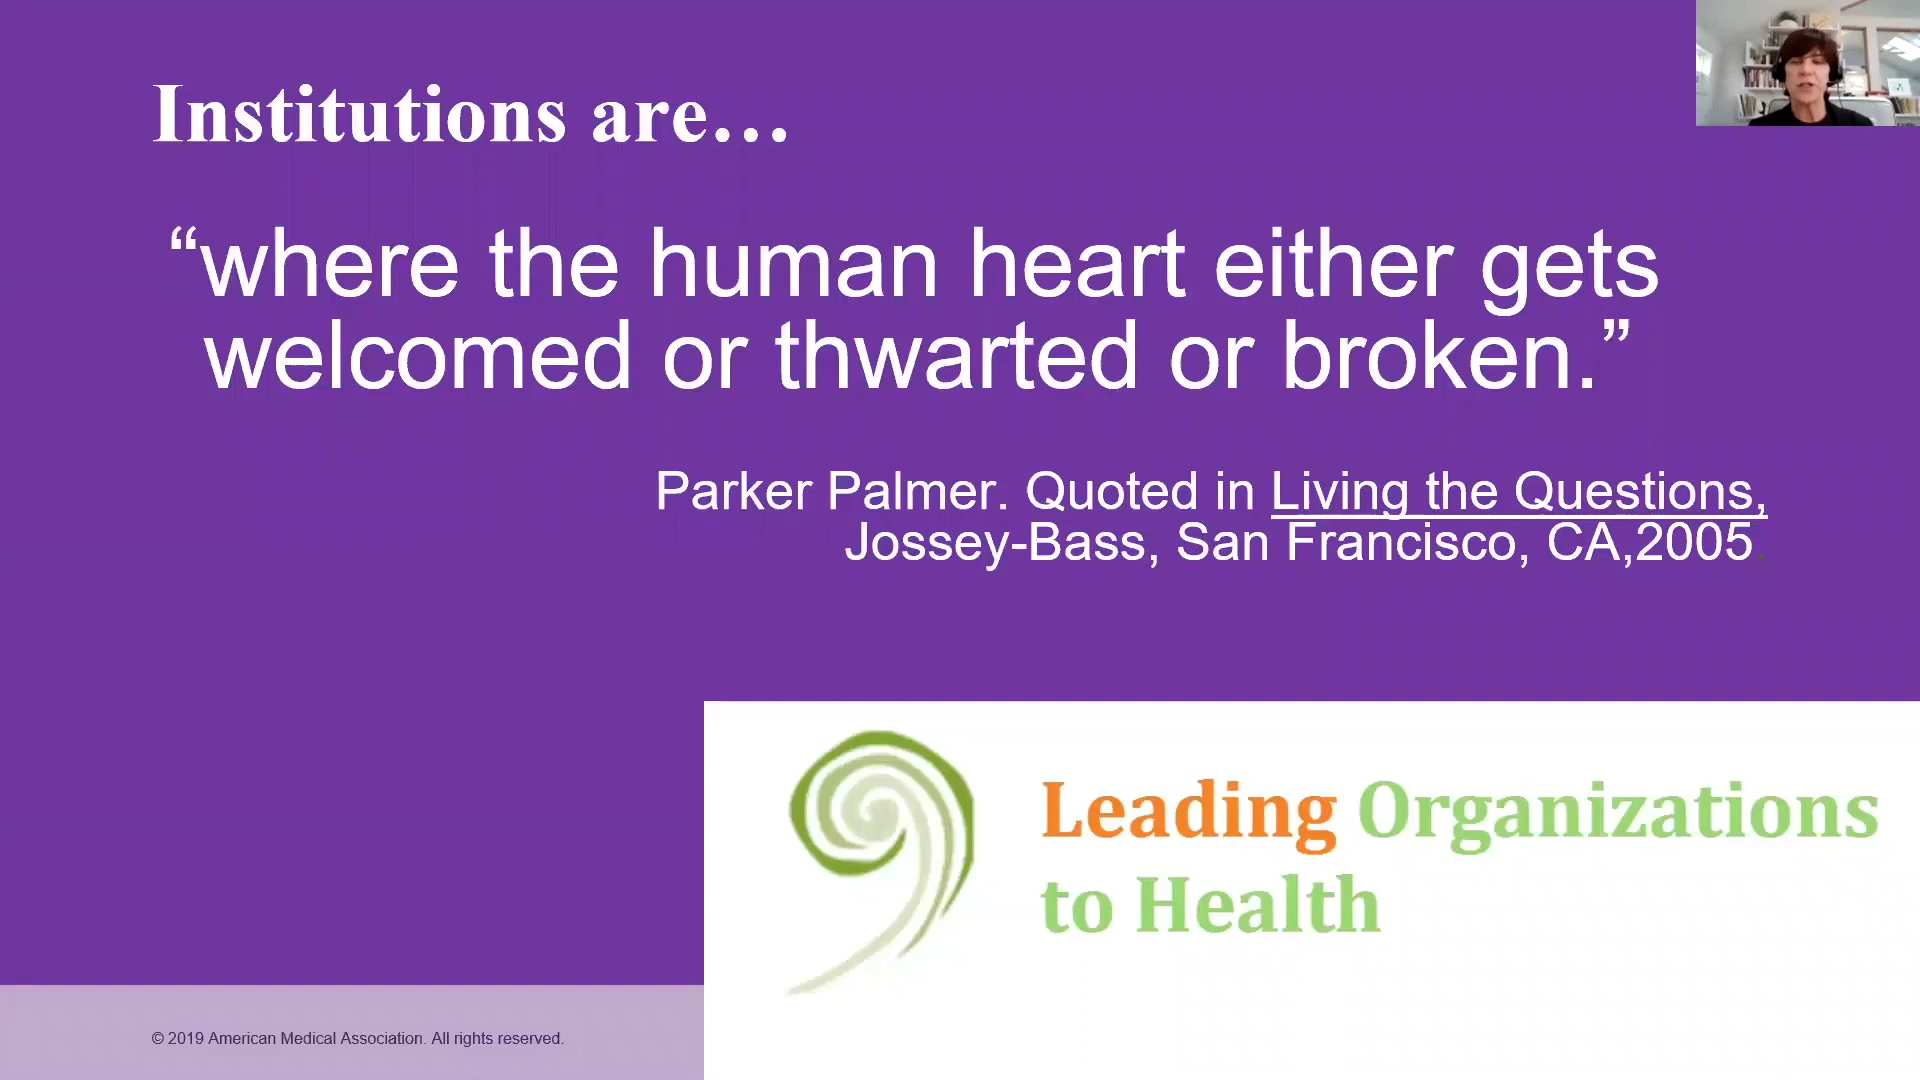 Institutions are…
“where the human heart either gets
welcomed or thwarted or broken.”
Parker Palmer. Quoted in Living the Questions,
Jossey-Bass, San Francisco, CA,2005.
Leading Organizations
to Health
© 2019 American Medical Association. All rights reserved.